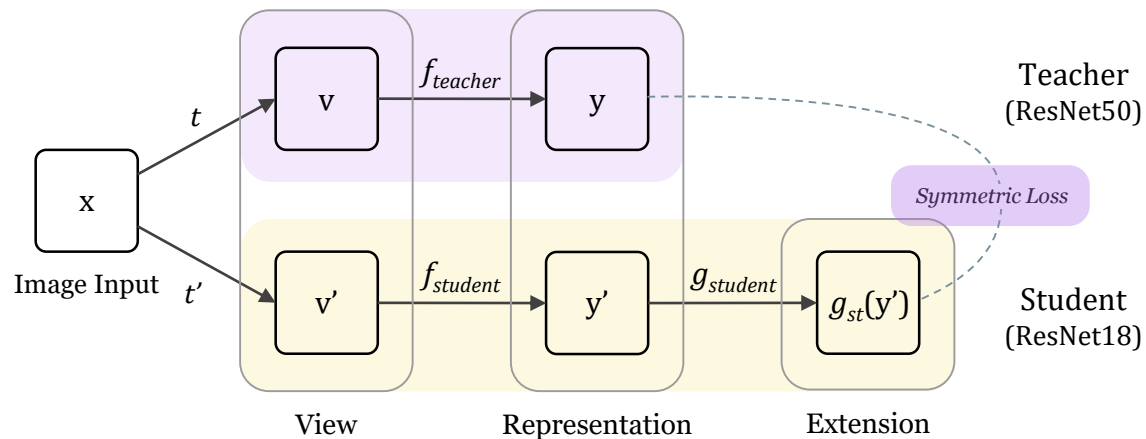 t
v
f_teacher
y
Teacher
(ResNet50)
x
Image Input
Symmetric Loss
t’
v’
f_student
y’
g_student
g_st(y’)
Student
(ResNet18)
View
Representation
Extension